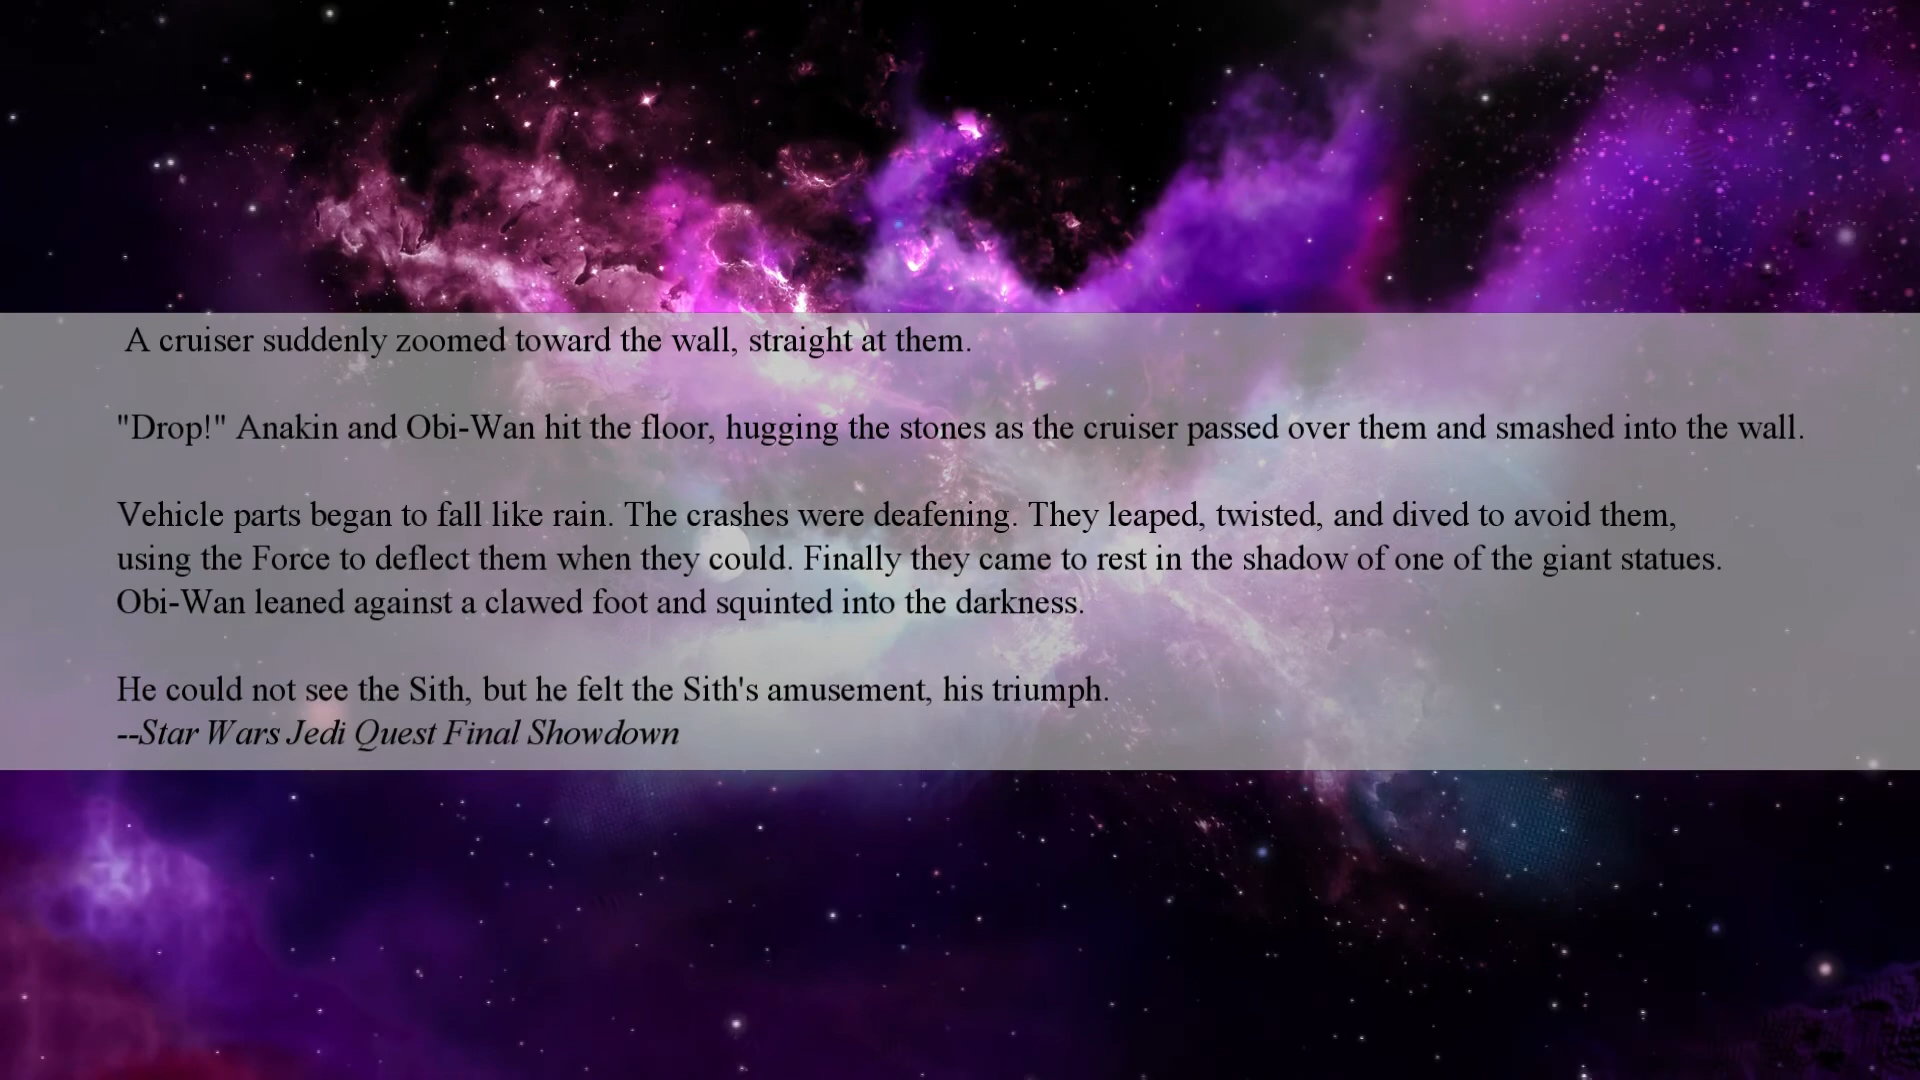 A cruiser suddenly zoomed toward the wall, straight at them.
"Drop!" Anakin and Obi-Wan hit the floor, hugging the stones as the cruiser passed over them and smashed into the wall.
Vehicle parts began to fall like rain. The crashes were deafening. They leaped, twisted, and dived to avoid them,
using the Force to deflect them when they could. Finally they came to rest in the shadow of one of the giant statues.
Obi-Wan leaned against a clawed foot and squinted into the darkness.
He could not see the Sith, but he felt the Sith's amusement, his triumph.
--Star Wars Jedi Quest Final Showdown